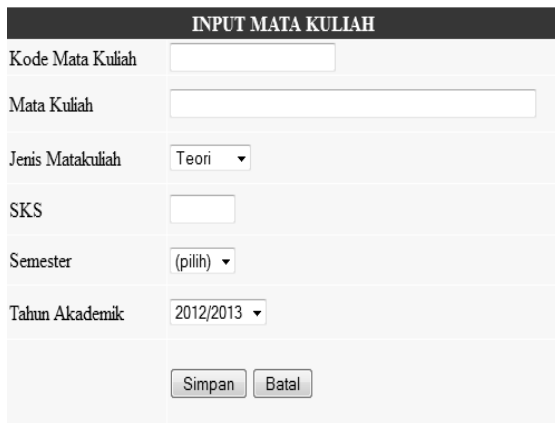 INPUT MATA KULIAH
Kode Mata Kuliah
Mata Kuliah
Jenis Matakuliah Teori
SKS
Semester (pilih)
Tahun Akademik 2012/2013
Simpan Batal